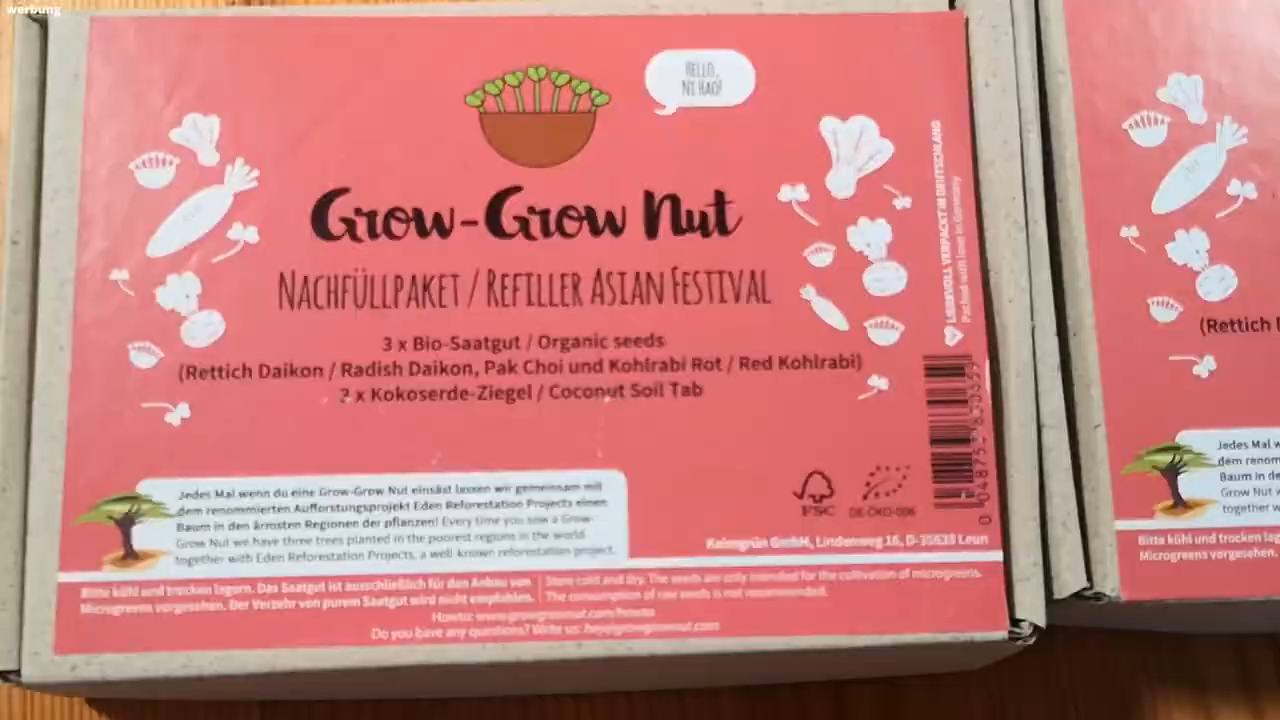 werbung
HELLO,
NI HAO!
Grow-Grow Nut
NACHFÜLLPAKET / REFILLER ASIAN FESTIVAL
3 x Bio-Saatgut / Organic seeds
(Rettich Daikon / Radish Daikon, Pak Choi und Kohlrabi Rot / Red Kohlrabi)
2 x Kokoserde-Ziegel / Coconut Soil Tab
LIEBEVOLL VERPACKT IN DEUTSCHLAND
Packed with love in Germany
Jedes Mal wenn du eine Grow-Grow Nut einsäst lassen wir gemeinsam mit
dem renommierten Aufforstungsprojekt Eden Reforestation Projects einen
Baum in den ärmsten Regionen der pflanzen! Every time you sow a Grow-
Grow Nut we have three trees planted in the poorest regions in the world
together with Eden Reforestation Projects, a well known reforestation project.
FSC
DE-ÖKO-006
Keimgrün GmbH, Lindenweg 16, D-35638 Leun
Bitte kühl und trocken lagern. Das Saatgut ist ausschließlich für den Anbau von
Microgreens vorgesehen. Der Verzehr von purem Saatgut wird nicht empfohlen.
Store cold and dry. The seeds are only intended for the cultivation of microgreens.
The consumption of raw seeds is not recommended.
Howto: www.growgrownut.com/howto
Do you have any questions? Write us: hey@growgrownut.com
(Rettich
Jedes Mal
dem renom
Baum in de
Grow Nut
together
Bitte kühl und trocken lag
Microgreens vorgesehen.